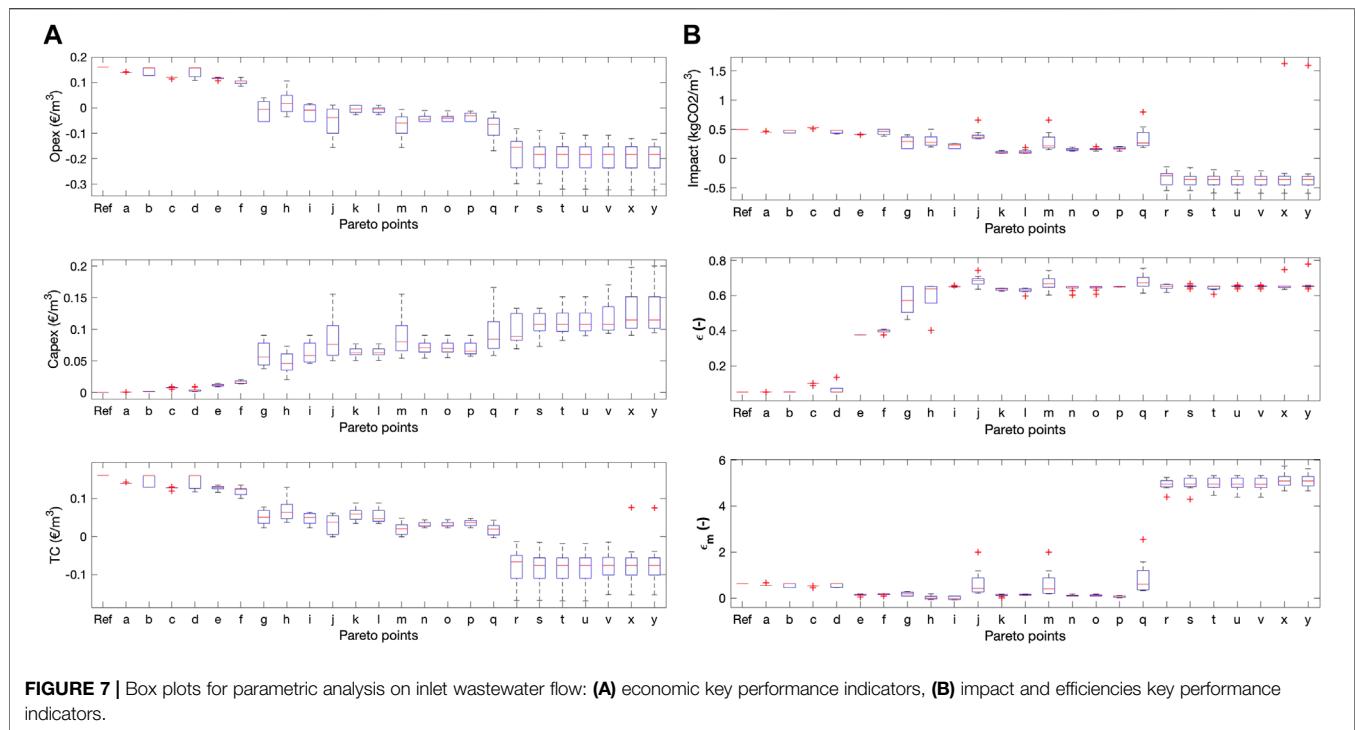 A
Opex (€/m³)
0.2
0.1
0
-0.1
-0.2
-0.3
Ref a b c d e f g h i j k l m n o p q r s t u v x y
Pareto points
Capex (€/m³)
0.2
0.15
0.1
0.05
0
Ref a b c d e f g h i j k l m n o p q r s t u v x y
Pareto points
TC (€/m³)
0.1
0
-0.1
Ref a b c d e f g h i j k l m n o p q r s t u v x y
Pareto points
B
Impact (kgCO2/m³)
1.5
1
0.5
0
-0.5
Ref a b c d e f g h i j k l m n o p q r s t u v x y
Pareto points
ϵ (-)
0.8
0.6
0.4
0.2
Ref a b c d e f g h i j k l m n o p q r s t u v x y
Pareto points
ϵm (-)
6
4
2
0
Ref a b c d e f g h i j k l m n o p q r s t u v x y
Pareto points
FIGURE 7 | Box plots for parametric analysis on inlet wastewater flow: (A) economic key performance indicators, (B) impact and efficiencies key performance
indicators.